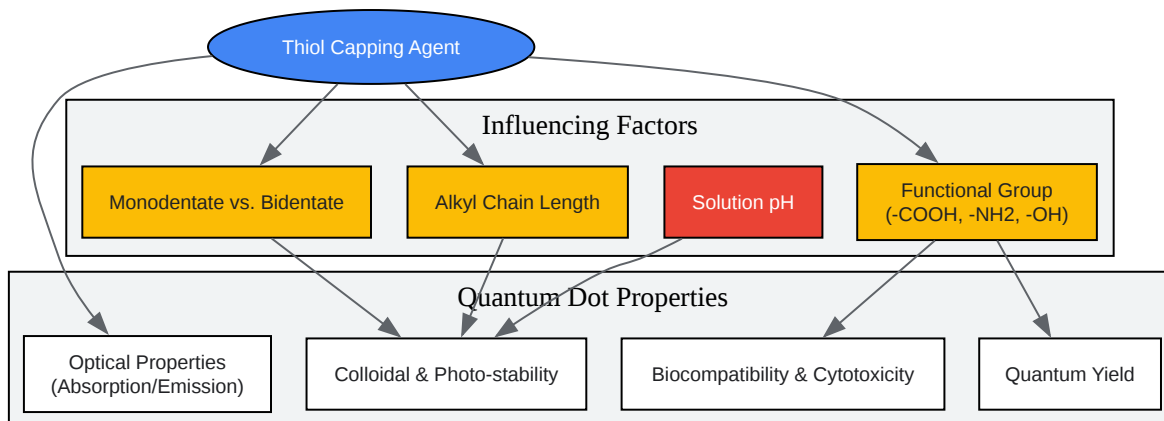 Thiol Capping Agent
Influencing Factors
Monodentate vs. Bidentate
Alkyl Chain Length
Solution pH
Functional Group
(-COOH, -NH2, -OH)
Quantum Dot Properties
Optical Properties
(Absorption/Emission)
Colloidal & Photo-stability
Biocompatibility & Cytotoxicity
Quantum Yield